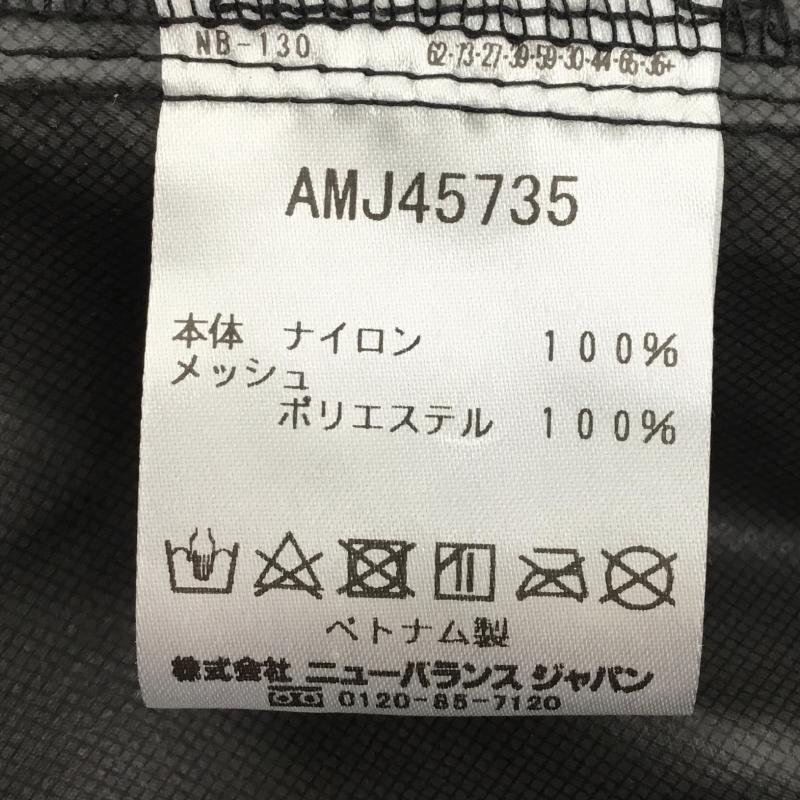 NB-130 62-73-27-39-59-30-44-65-36+
AMJ45735
本体 ナイロン 100%
メッシュ
ポリエステル 100%
ベトナム製
株式会社 ニューバランス ジャパン
0120-85-7120